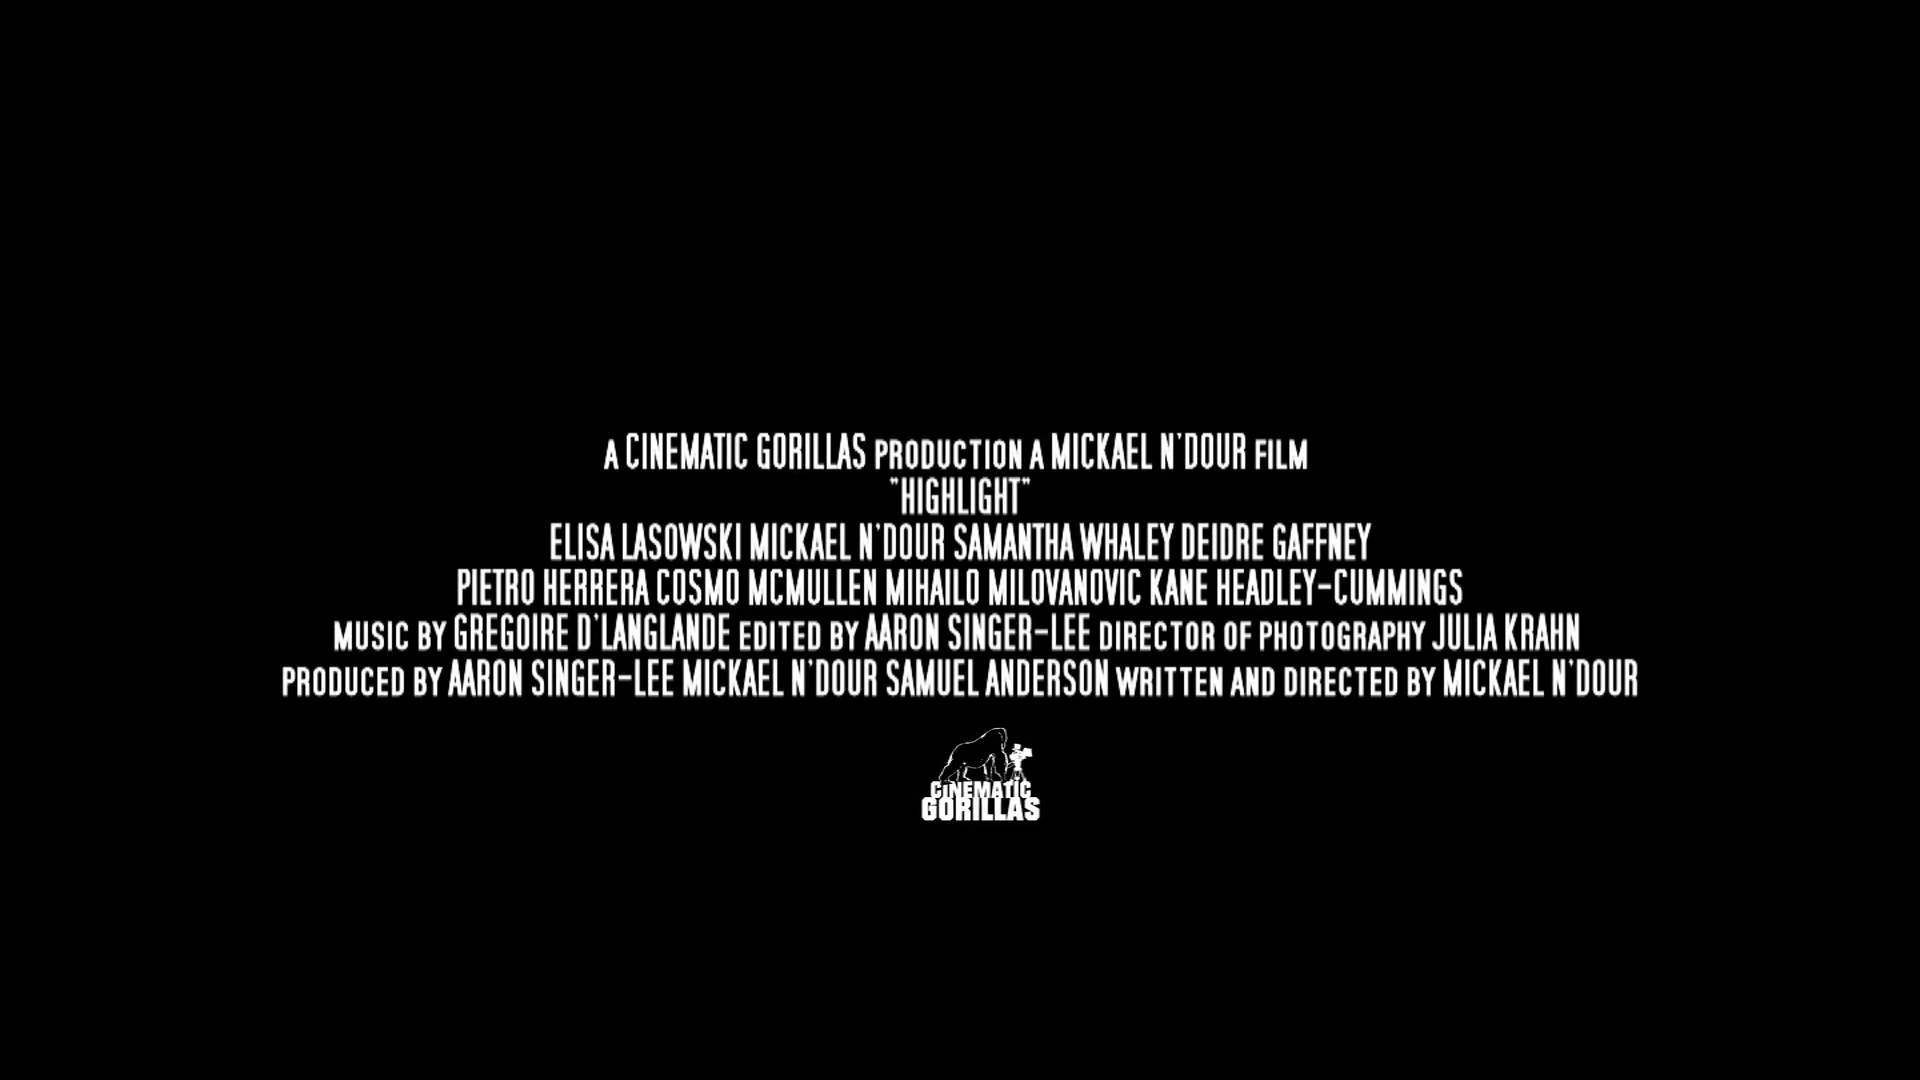 A CINEMATIC GORILLAS PRODUCTION A MICKAEL N'DOUR FILM
"HIGHLIGHT"
ELISA LASOWSKI MICKAEL N'DOUR SAMANTHA WHALEY DEIDRE GAFFNEY
PIETRO HERRERA COSMO MCMULLEN MIHAILO MILOVANOVIC KANE HEADLEY-CUMMINGS
MUSIC BY GREGOIRE D'LANGLANDE EDITED BY AARON SINGER-LEE DIRECTOR OF PHOTOGRAPHY JULIA KRAHN
PRODUCED BY AARON SINGER-LEE MICKAEL N'DOUR SAMUEL ANDERSON WRITTEN AND DIRECTED BY MICKAEL N'DOUR
CINEMATIC
GORILLAS